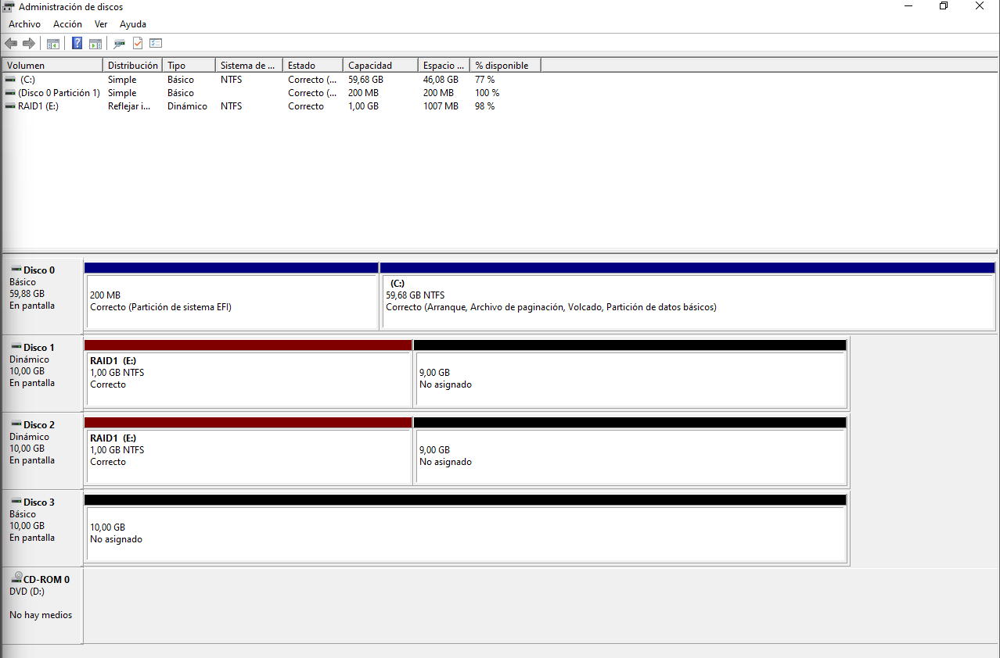 Administración de discos
Archivo Acción Ver Ayuda
Volumen Distribución Tipo Sistema de ... Estado Capacidad Espacio ... % disponible
(C:) Simple Básico NTFS Correcto (... 59,68 GB 46,08 GB 77 %
(Disco 0 Partición 1) Simple Básico Correcto (... 200 MB 200 MB 100 %
RAID1 (E:) Reflejar i... Dinámico NTFS Correcto 1,00 GB 1007 MB 98 %
Disco 0
Básico
59,88 GB
En pantalla
200 MB
Correcto (Partición de sistema EFI)
(C:)
59,68 GB NTFS
Correcto (Arranque, Archivo de paginación, Volcado, Partición de datos básicos)
Disco 1
Dinámico
10,00 GB
En pantalla
RAID1 (E:)
1,00 GB NTFS
Correcto
9,00 GB
No asignado
Disco 2
Dinámico
10,00 GB
En pantalla
RAID1 (E:)
1,00 GB NTFS
Correcto
9,00 GB
No asignado
Disco 3
Básico
10,00 GB
En pantalla
10,00 GB
No asignado
CD-ROM 0
DVD (D:)
No hay medios